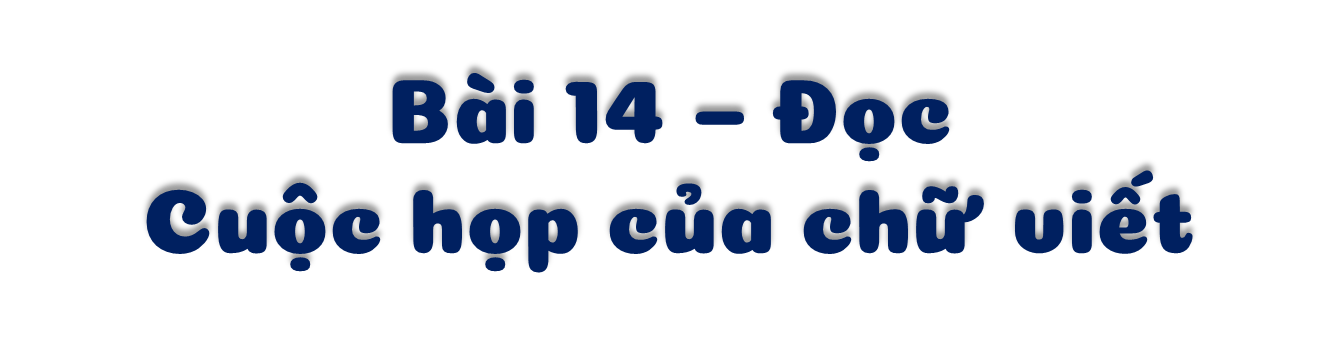 Bài 14 – Đọc
Cuộc họp của chữ viết